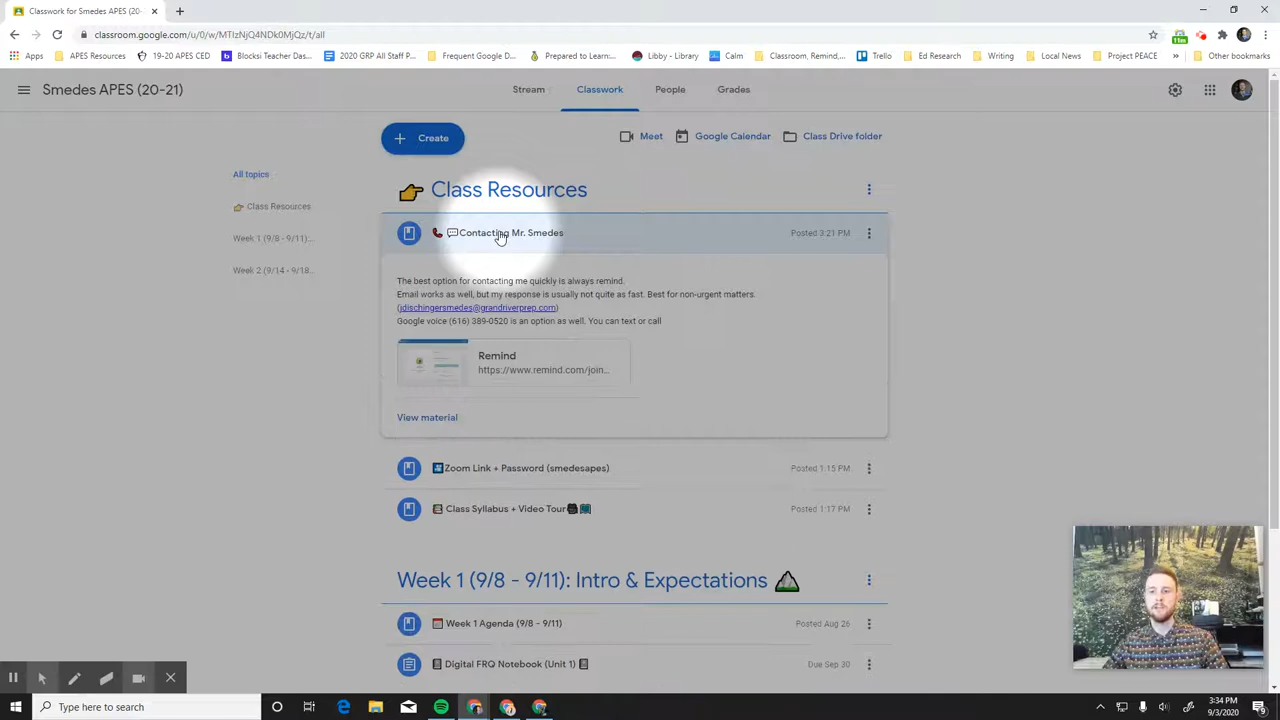 Classwork for Smedes APES (20-
classroom.google.com/u/0/w/MTIzNjQ4NDk0MjQz/t/all
11m
Apps
APES Resources
19-20 APES CED
Blocksi Teacher Das...
2020 GRP All Staff P...
Frequent Google D...
Prepared to Learn:...
Libby - Library
Calm
Classroom, Remind,...
Trello
Ed Research
Writing
Local News
Project PEACE
»
Other bookmarks
Smedes APES (20-21)
Stream
Classwork
People
Grades
+ Create
Meet
Google Calendar
Class Drive folder
All topics
👉 Class Resources
Week 1 (9/8 - 9/11):...
Week 2 (9/14 - 9/18...
👉 Class Resources
📞 💬Contacting Mr. Smedes
Posted 3:21 PM
The best option for contacting me quickly is always remind.
Email works as well, but my response is usually not quite as fast. Best for non-urgent matters.
(jdischingersmedes@grandriverprep.com)
Google voice (616) 389-0520 is an option as well. You can text or call
Remind
https://www.remind.com/join...
View material
Zoom Link + Password (smedesapes)
Posted 1:15 PM
Class Syllabus + Video Tour
Posted 1:17 PM
Week 1 (9/8 - 9/11): Intro & Expectations
Week 1 Agenda (9/8 - 9/11)
Posted Aug 26
Digital FRQ Notebook (Unit 1)
Due Sep 30
Type here to search
3:34 PM
9/3/2020